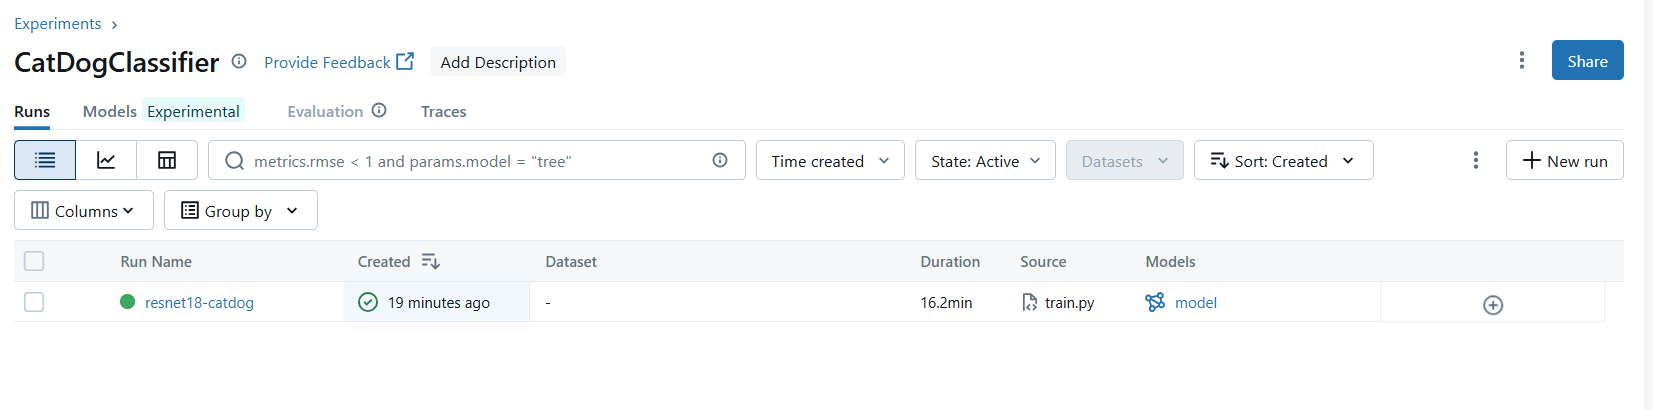 Experiments
CatDogClassifier Provide Feedback Add Description Share
Runs Models Experimental Evaluation Traces
metrics.rmse < 1 and params.model = "tree" Time created State: Active Datasets Sort: Created New run
Columns Group by
Run Name Created Dataset Duration Source Models
resnet18-catdog 19 minutes ago - 16.2min train.py model